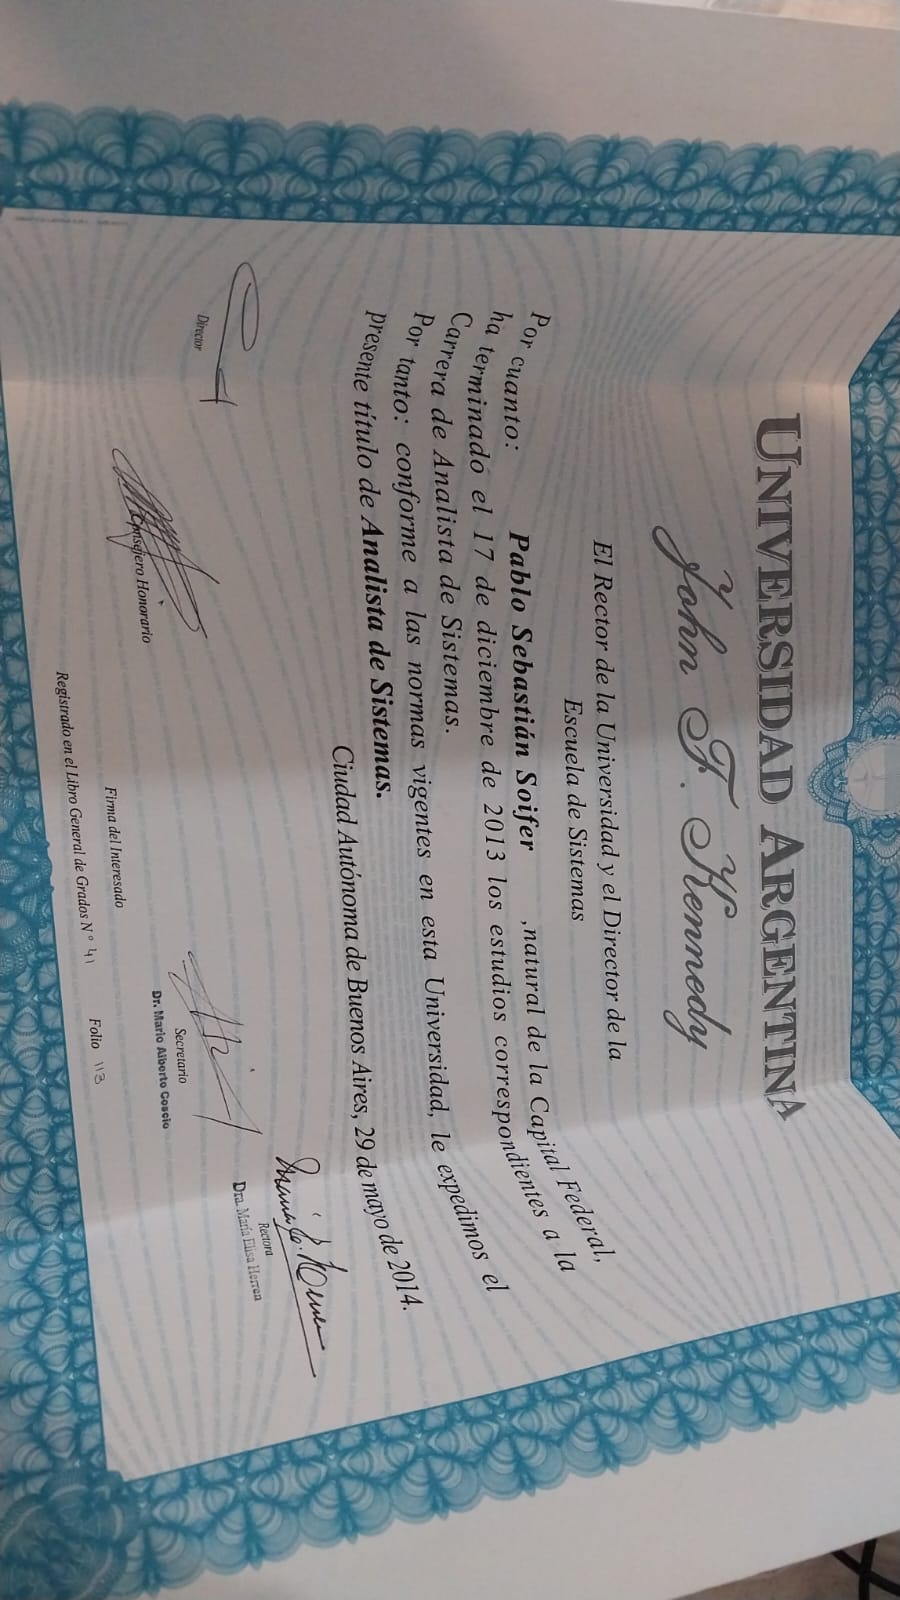 UNIVERSIDAD ARGENTINA
John F. Kennedy
El Rector de la Universidad y el Director de la
Escuela de Sistemas
Por cuanto: Pablo Sebastián Soifer ,natural de la Capital Federal,
ha terminado el 17 de diciembre de 2013 los estudios correspondientes a la
Carrera de Analista de Sistemas.
Por tanto: conforme a las normas vigentes en esta Universidad, le expedimos el
presente título de Analista de Sistemas.
Ciudad Autónoma de Buenos Aires, 29 de mayo de 2014.
Rectora
Dra. María Elisa Herren
Director
Secretario
Dr. Mario Alberto Coscio
Consejero Honorario
Firma del Interesado
Registrado en el Libro General de Grados N° 41 Folio 113